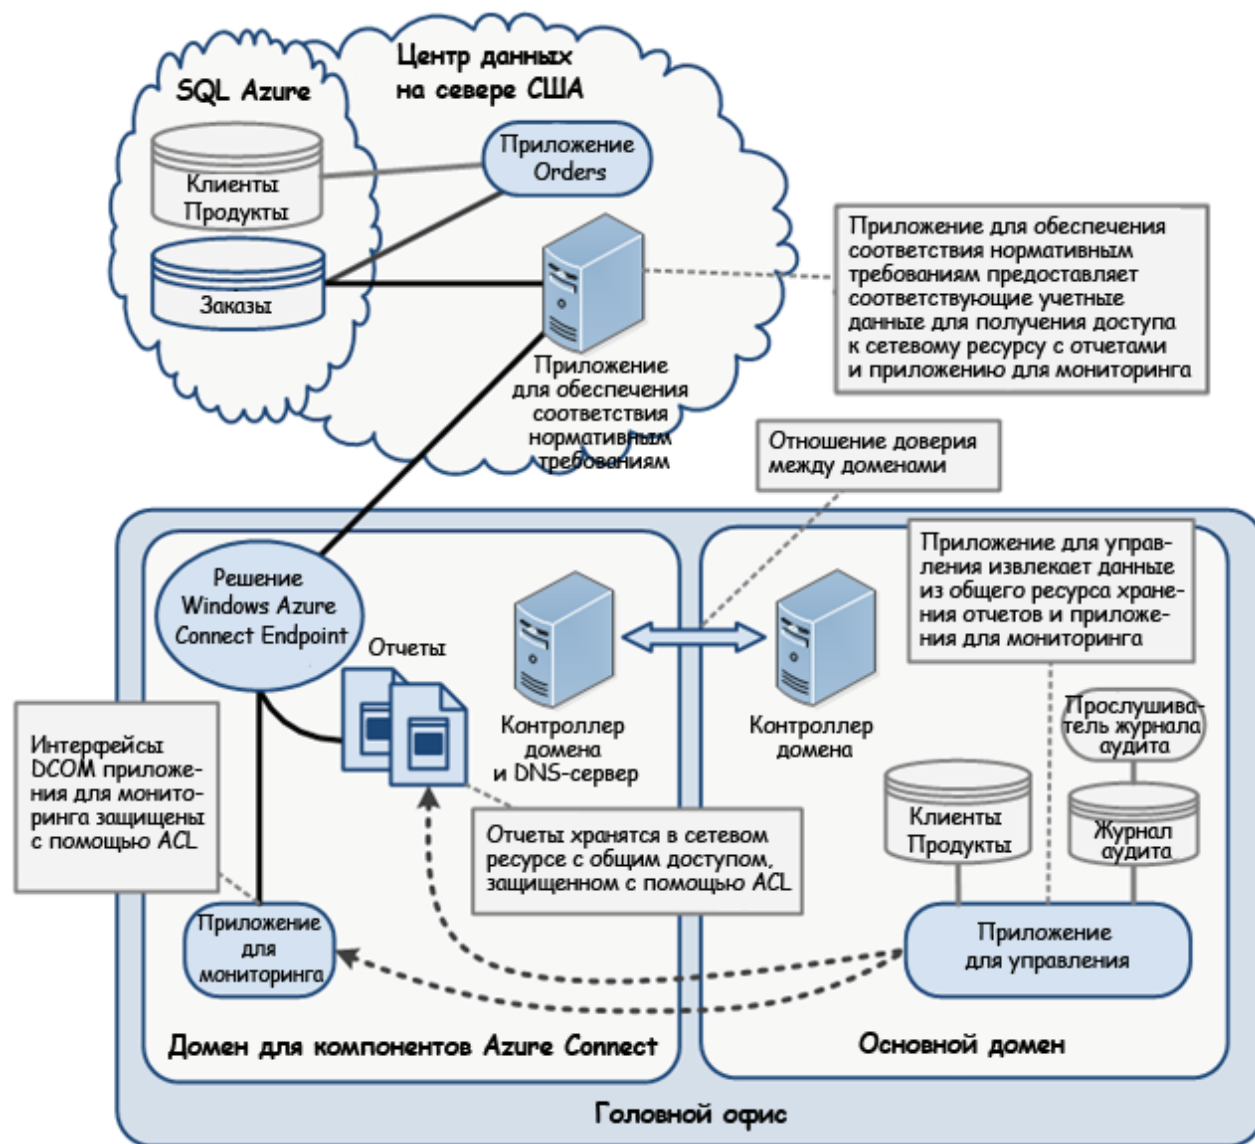 Центр данных
на севере США
SQL Azure
Клиенты
Продукты
Заказы
Приложение
Orders
Приложение
для обеспечения
соответствия
нормативным
требованиям
Приложение для обеспечения
соответствия нормативным
требованиям предоставляет
соответствующие учетные
данные для получения доступа
к сетевому ресурсу с отчетами
и приложению для мониторинга
Отношение доверия
между доменами
Решение
Windows Azure
Connect Endpoint
Отчеты
Контроллер
домена
и DNS-сервер
Контроллер
домена
Приложение для управ-
ления извлекает данные
из общего ресурса хране-
ния отчетов и приложе-
ния для мониторинга
Прослушива-
тель журнала
аудита
Клиенты
Продукты
Журнал
аудита
Интерфейсы
DCOM приложе-
ния для монито-
ринга защищены
с помощью ACL
Отчеты хранятся в сетевом
ресурсе с общим доступом,
защищенном с помощью ACL
Приложение
для
мониторинга
Приложение
для управления
Домен для компонентов Azure Connect
Основной домен
Головной офис